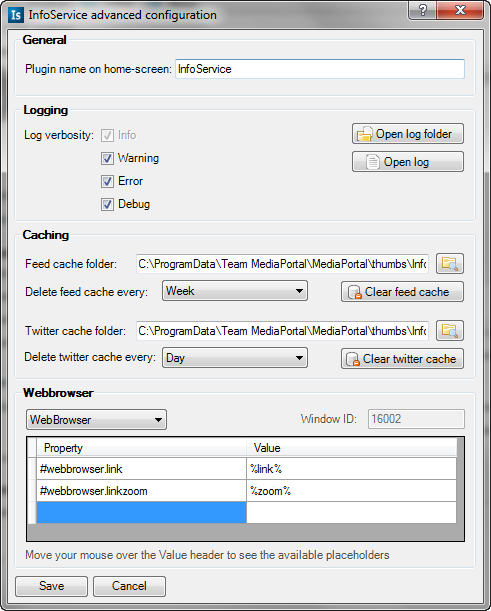 Is InfoService advanced configuration ?
General
Plugin name on home-screen: InfoService
Logging
Log verbosity: Info
Open log folder
Warning
Open log
Error
Debug
Caching
Feed cache folder: C:\ProgramData\Team MediaPortal\MediaPortal\thumbs\Info
Delete feed cache every: Week Clear feed cache
Twitter cache folder: C:\ProgramData\Team MediaPortal\MediaPortal\thumbs\Info
Delete twitter cache every: Day Clear twitter cache
Webbrowser
WebBrowser Window ID: 16002
Property Value
#webbrowser.link %link%
#webbrowser.linkzoom %zoom%
Move your mouse over the Value header to see the available placeholders
Save Cancel